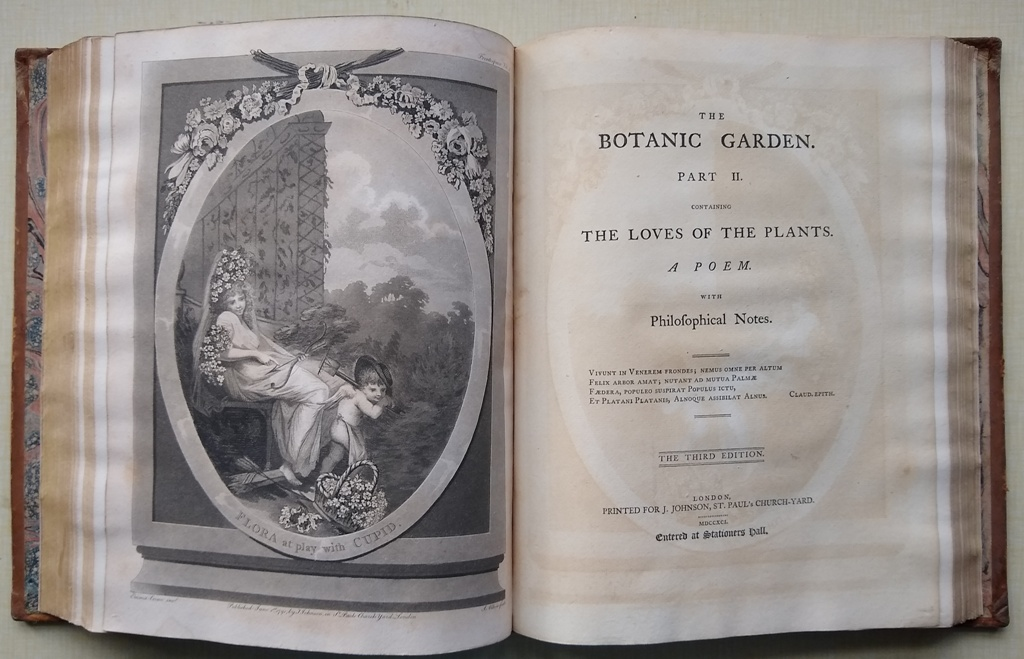 FLORA at play with CUPID.
THE
BOTANIC GARDEN.
PART II.
CONTAINING
THE LOVES OF THE PLANTS.
A POEM.
WITH
Philoſophical Notes.
VIVUNT IN VENEREM FRONDES; NEMUS OMNE PER ALTUM
FELIX ARBOR AMAT; NUTANT AD MUTUA PALMÆ
FÆDERA, POPULEO SUSPIRAT POPULUS ICTU,
ET PLATANI PLATANIS, ALNOQUE ASSIBILAT ALNUS. CLAUD. EPITH.
THE THIRD EDITION.
LONDON,
PRINTED FOR J. JOHNSON, ST. PAUL's CHURCH-YARD.
MDCCXCI.
Entered at Stationers Hall.